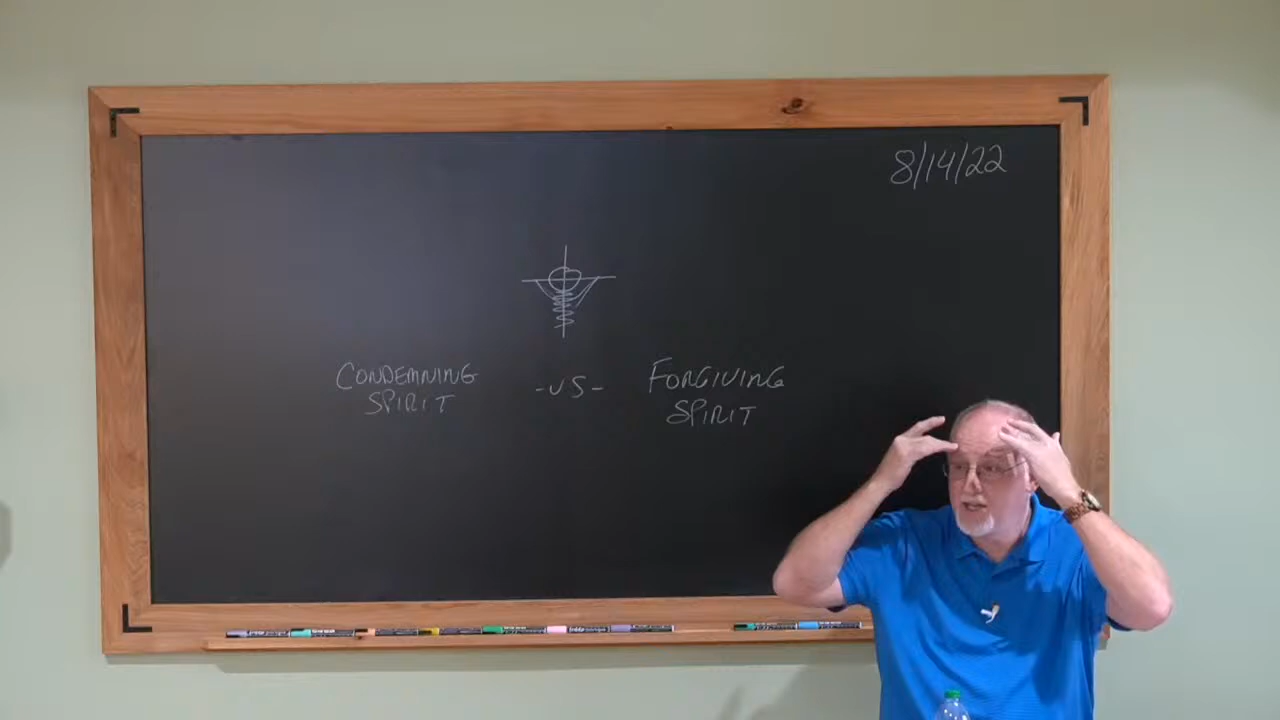 8/14/22
CONDEMNING
SPIRIT
-VS-
FORGIVING
SPIRIT